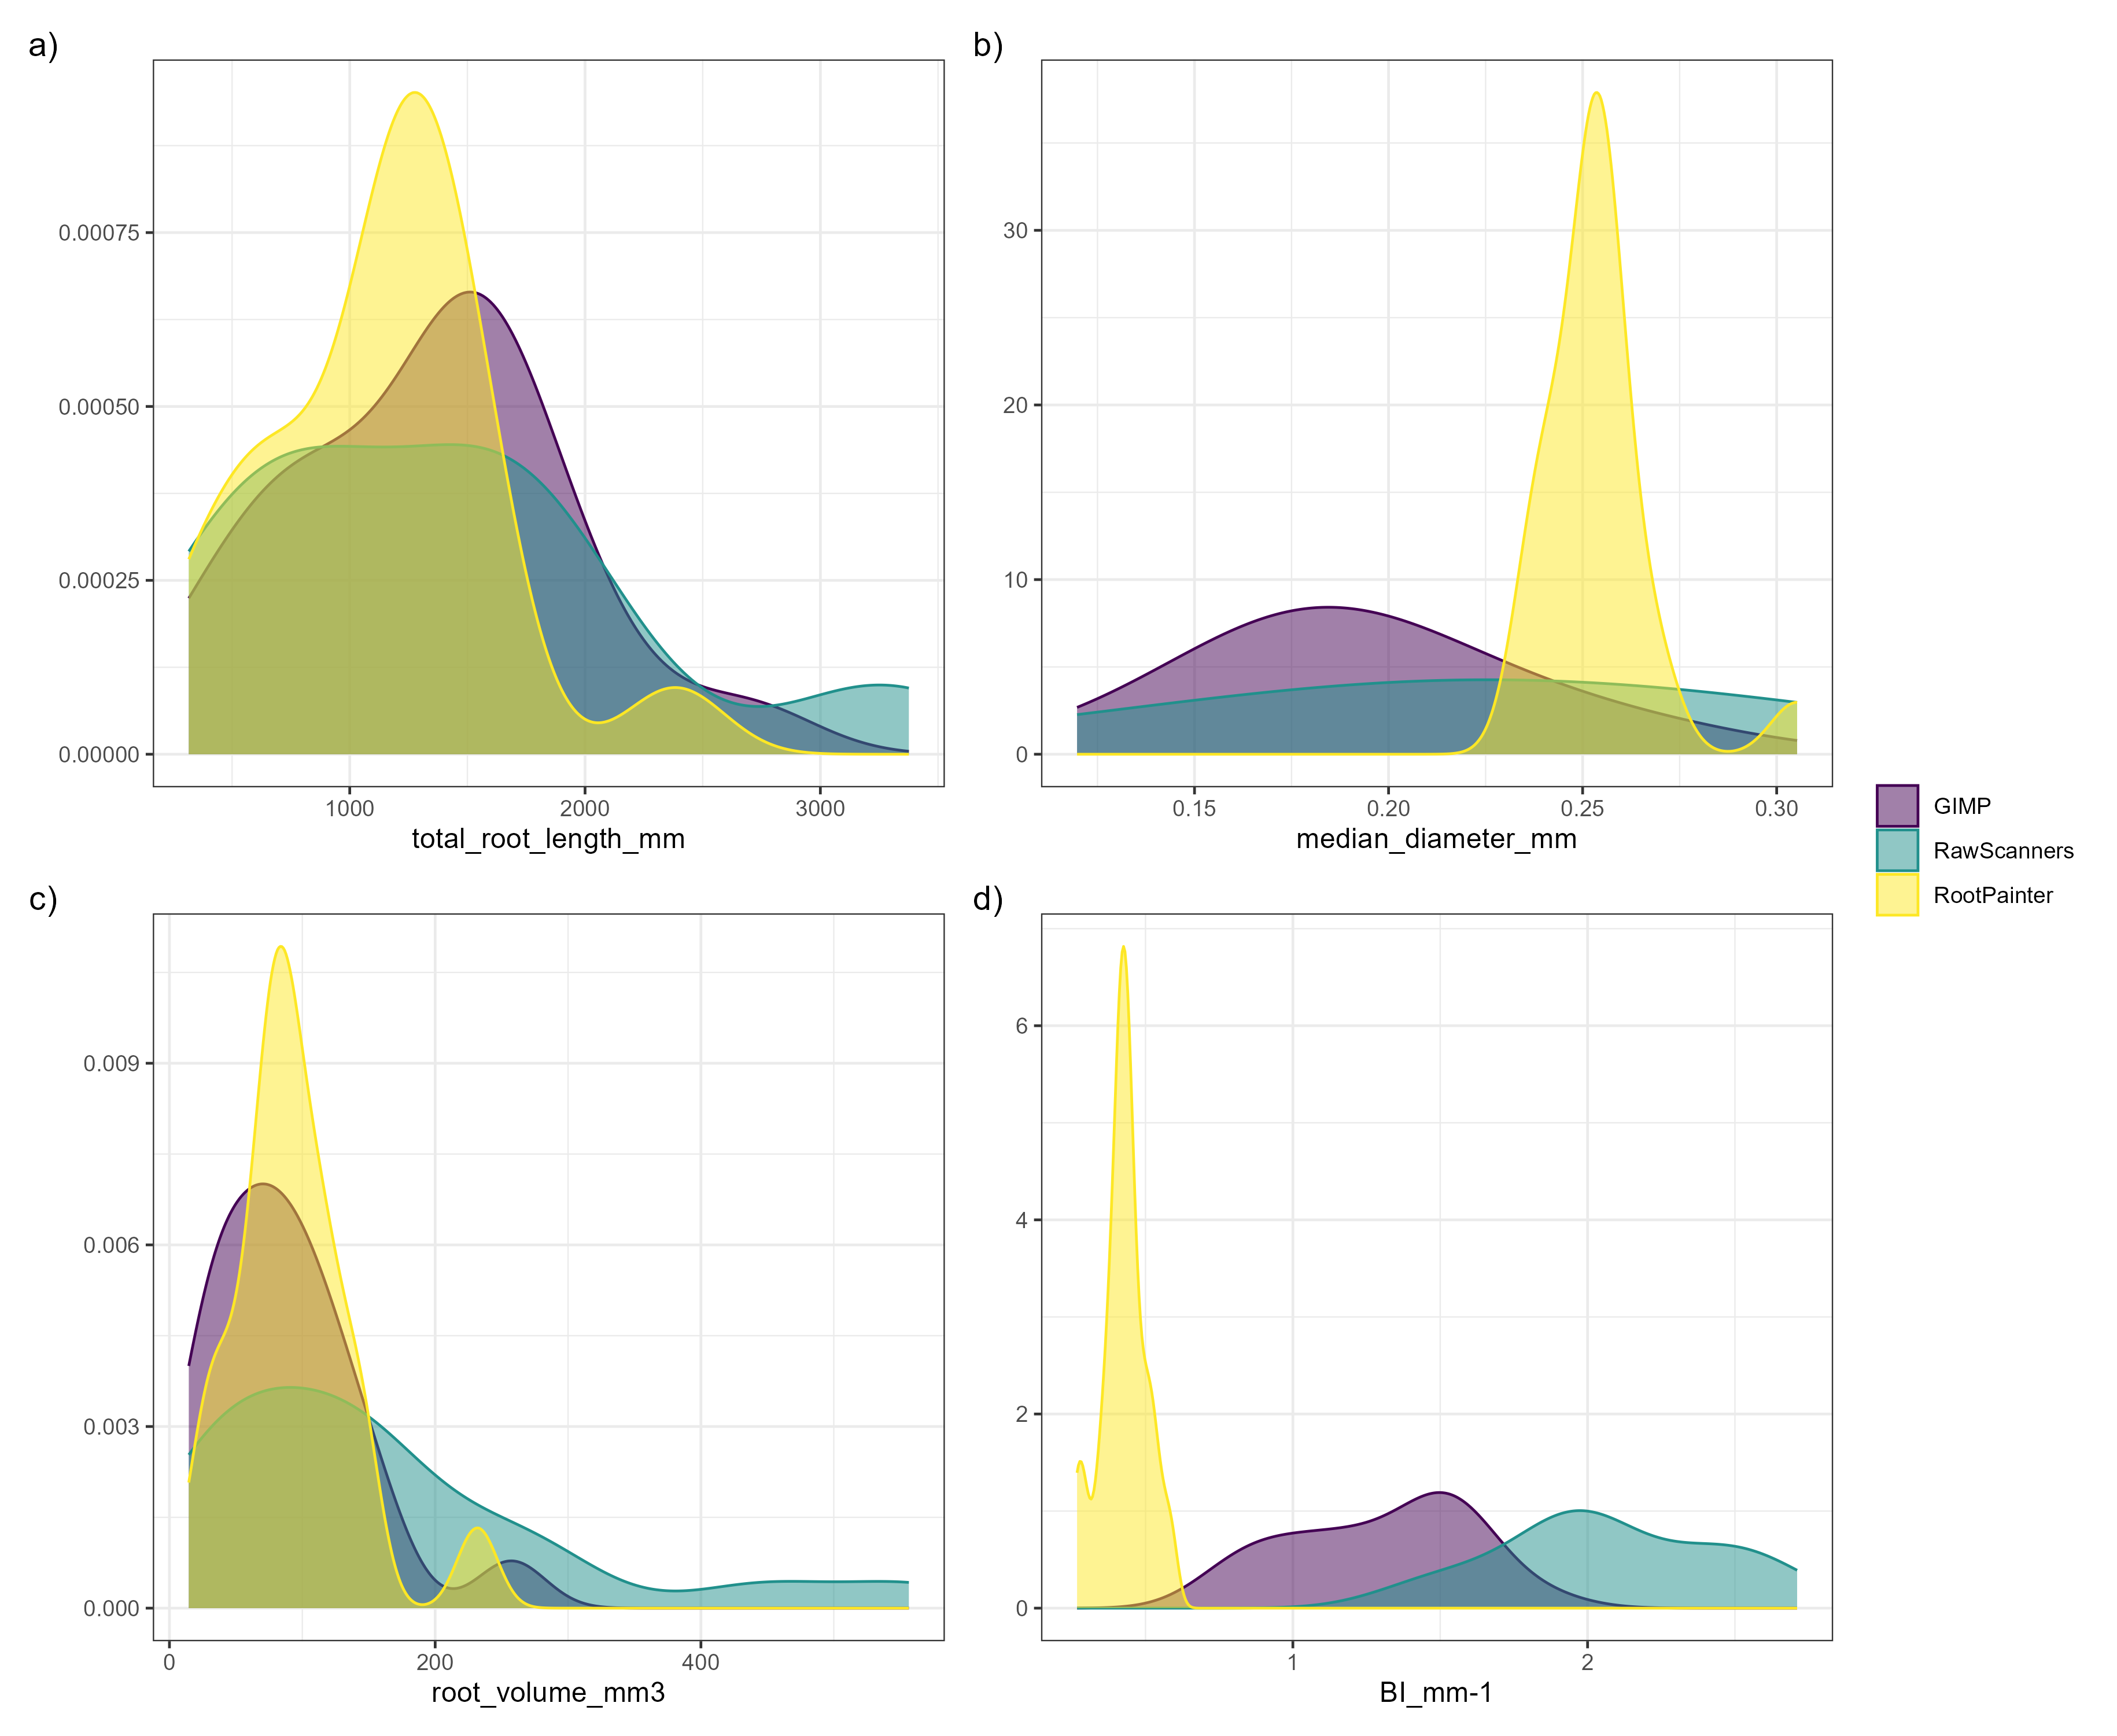 a)
0.00075
0.00050
0.00025
0.00000
1000 2000 3000
total_root_length_mm
b)
30
20
10
0
0.15 0.20 0.25 0.30
median_diameter_mm
GIMP
RawScanners
RootPainter
c)
0.009
0.006
0.003
0.000
0 200 400
root_volume_mm3
d)
6
4
2
0
1 2
BI_mm-1